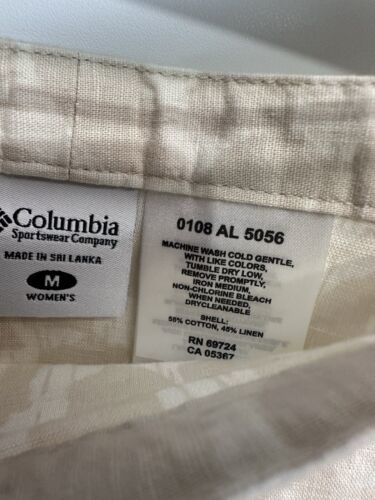 Columbia
Sportswear Company
MADE IN SRI LANKA
M
WOMEN'S
0108 AL 5056
MACHINE WASH COLD GENTLE,
WITH LIKE COLORS,
TUMBLE DRY LOW,
REMOVE PROMPTLY,
IRON MEDIUM,
NON-CHLORINE BLEACH
WHEN NEEDED,
DRYCLEANABLE
SHELL:
55% COTTON, 45% LINEN
RN 69724
CA 05367